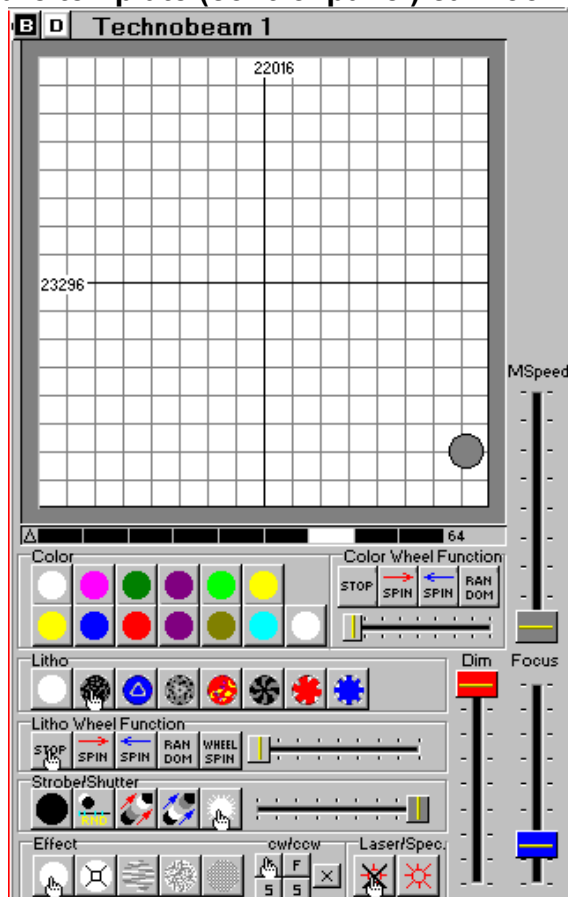 B D Technobeam 1
22016
23296
MSpeed
64
Color
Color Wheel Function
STOP SPIN SPIN RAN DOM
Dim Focus
Litho
Litho Wheel Function
STOP SPIN SPIN RAN DOM WHEEL SPIN
Strobe/Shutter
RND
Effect cw/ccw Laser/Spec.
F
S S X